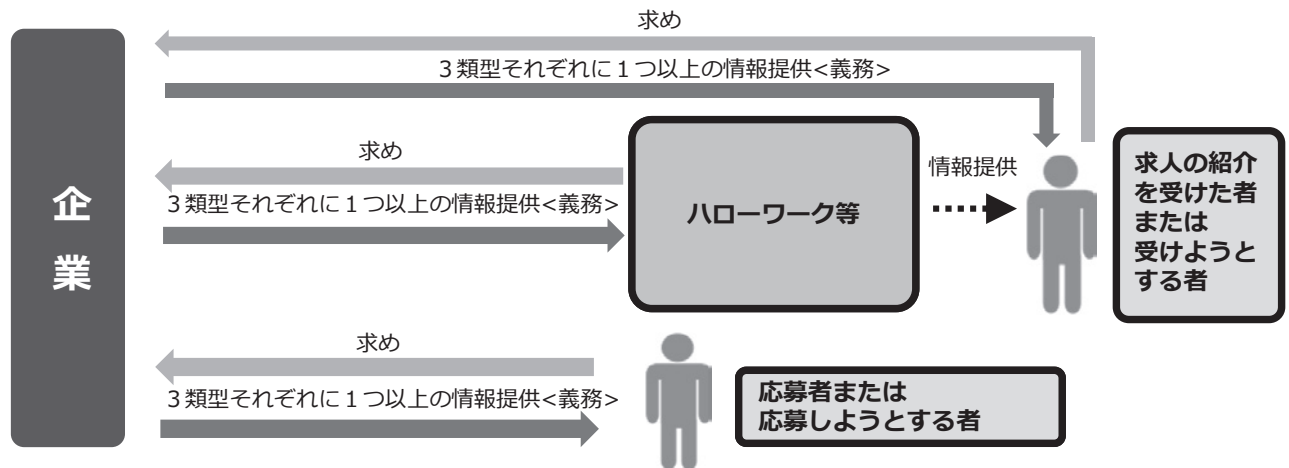 求め
３類型それぞれに１つ以上の情報提供<義務>
企
業
求め
３類型それぞれに１つ以上の情報提供<義務>
ハローワーク等
情報提供
求人の紹介
を受けた者
または
受けようと
する者
求め
３類型それぞれに１つ以上の情報提供<義務>
応募者または
応募しようとする者